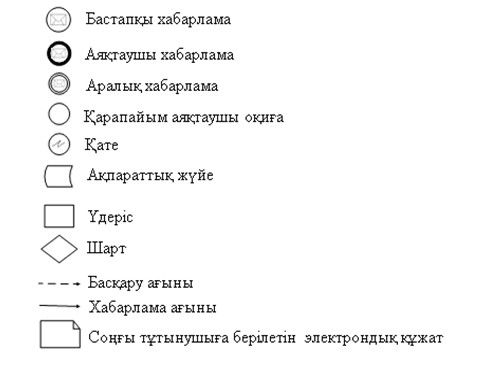 Бастапқы хабарлама
Аяқтаушы хабарлама
Аралық хабарлама
Қарапайым аяқтаушы оқиға
Қате
Ақпараттық жүйе
Үдеріс
Шарт
Басқару ағыны
Хабарлама ағыны
Соңғы тұтынушыға берілетін электрондық құжат